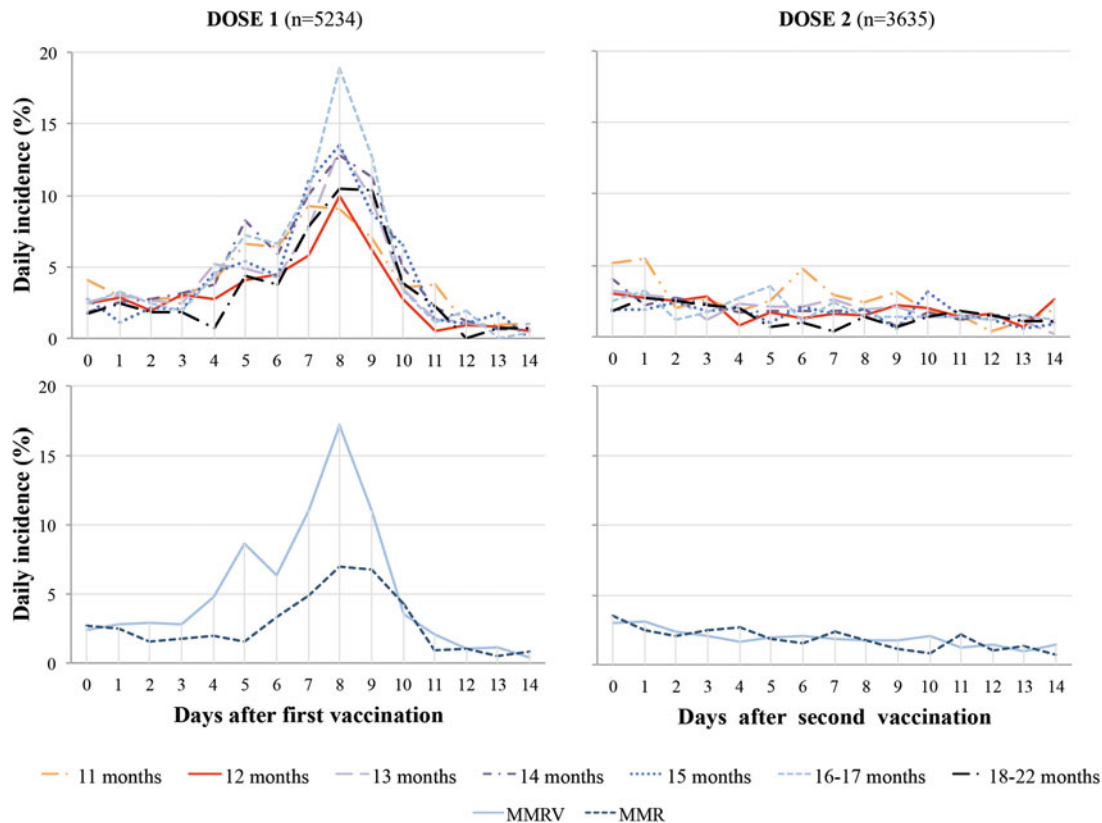 DOSE 1 (n=5234)
DOSE 2 (n=3635)
Daily incidence (%)
20
15
10
5
0
0 1 2 3 4 5 6 7 8 9 10 11 12 13 14
0 1 2 3 4 5 6 7 8 9 10 11 12 13 14
Daily incidence (%)
20
15
10
5
0
0 1 2 3 4 5 6 7 8 9 10 11 12 13 14
0 1 2 3 4 5 6 7 8 9 10 11 12 13 14
Days after first vaccination
Days after second vaccination
11 months 12 months 13 months 14 months 15 months 16-17 months 18-22 months
MMRV MMR